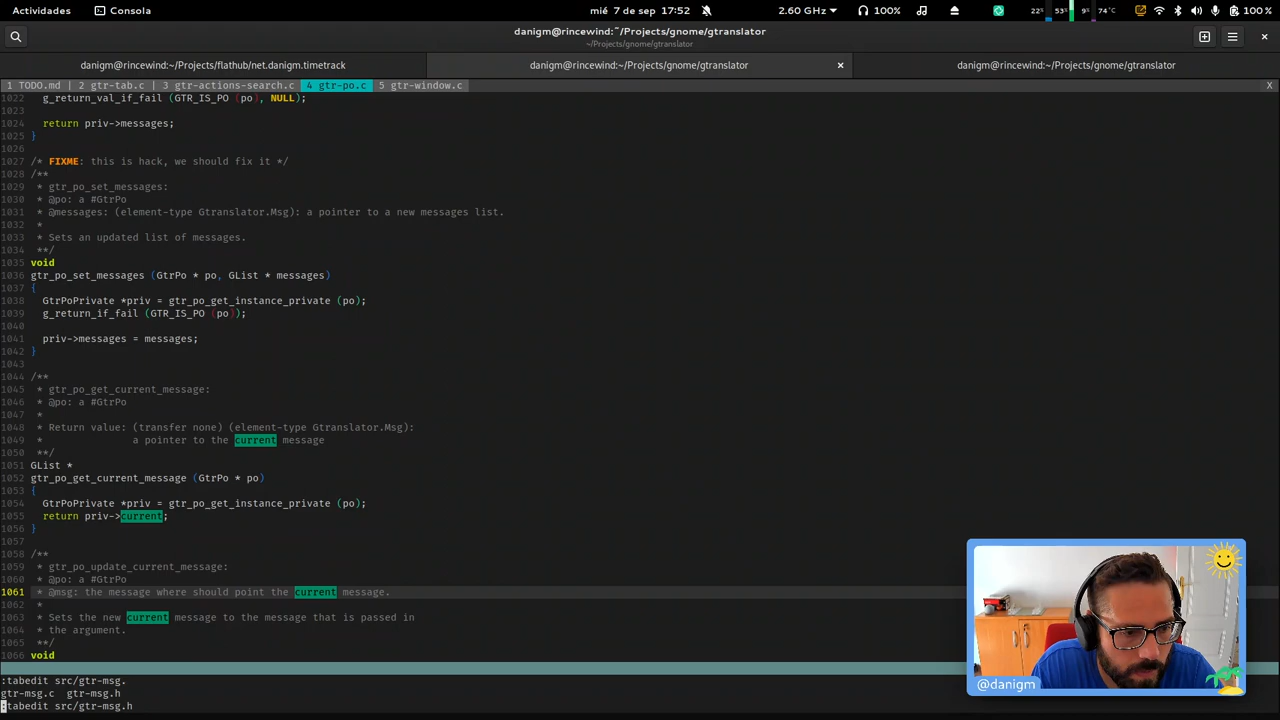 Actividades Consola mié 7 de sep 17:52 2.60 GHz 100% 22% 53% 9% 74°C 100 %
danigm@rincewind:~/Projects/gnome/gtranslator
~/Projects/gnome/gtranslator
danigm@rincewind:~/Projects/flathub/net.danigm.timetrack danigm@rincewind:~/Projects/gnome/gtranslator × danigm@rincewind:~/Projects/gnome/gtranslator
1 TODO.md | 2 gtr-tab.c | 3 gtr-actions-search.c 4 gtr-po.c 5 gtr-window.c X
1022 g_return_val_if_fail (GTR_IS_PO (po), NULL);
1023
1024 return priv->messages;
1025 }
1026
1027 /* FIXME: this is hack, we should fix it */
1028 /**
1029 * gtr_po_set_messages:
1030 * @po: a #GtrPo
1031 * @messages: (element-type Gtranslator.Msg): a pointer to a new messages list.
1032 *
1033 * Sets an updated list of messages.
1034 **/
1035 void
1036 gtr_po_set_messages (GtrPo * po, GList * messages)
1037 {
1038 GtrPoPrivate *priv = gtr_po_get_instance_private (po);
1039 g_return_if_fail (GTR_IS_PO (po));
1040
1041 priv->messages = messages;
1042 }
1043
1044 /**
1045 * gtr_po_get_current_message:
1046 * @po: a #GtrPo
1047 *
1048 * Return value: (transfer none) (element-type Gtranslator.Msg):
1049 * a pointer to the current message
1050 **/
1051 GList *
1052 gtr_po_get_current_message (GtrPo * po)
1053 {
1054 GtrPoPrivate *priv = gtr_po_get_instance_private (po);
1055 return priv->current;
1056 }
1057
1058 /**
1059 * gtr_po_update_current_message:
1060 * @po: a #GtrPo
1061 * @msg: the message where should point the current message.
1062 *
1063 * Sets the new current message to the message that is passed in
1064 * the argument.
1065 **/
1066 void
:tabedit src/gtr-msg.
gtr-msg.c gtr-msg.h
:tabedit src/gtr-msg.h
@danigm